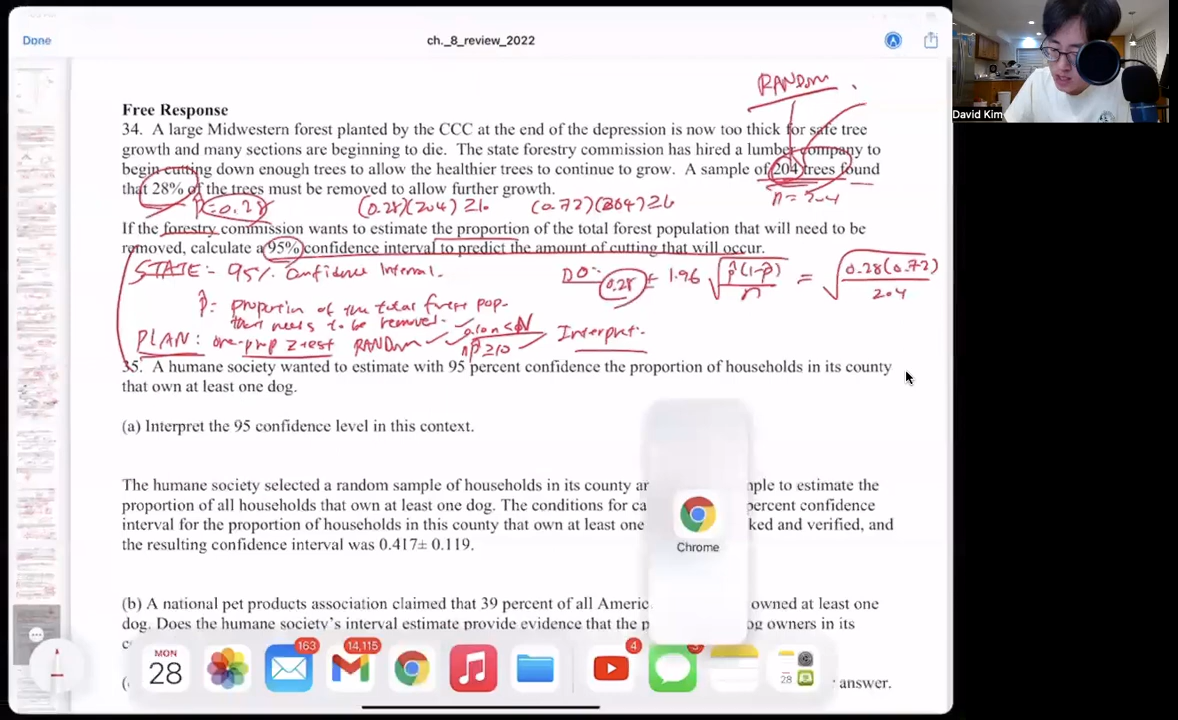 Done
ch._8_review_2022
RANDOM
David Kim
Free Response
34. A large Midwestern forest planted by the CCC at the end of the depression is now too thick for safe tree
growth and many sections are beginning to die. The state forestry commission has hired a lumber company to
begin cutting down enough trees to allow the healthier trees to continue to grow. A sample of 204 trees found
that 28% of the trees must be removed to allow further growth.
p̂=0.28 (0.28)(204) ≥10 (0.72)(204) ≥10 n=204
If the forestry commission wants to estimate the proportion of the total forest population that will need to be
removed, calculate a 95% confidence interval to predict the amount of cutting that will occur.
STATE:- 95% Confidence Interval.
DO: 0.28 ± 1.96 √p̂(1-p̂)/n = √0.28(0.72)/204
p̂: proportion of the total forest pop-
that needs to be removed.
PLAN: one-prop z test RANDOM ✓ 0.10n<N ✓ np̂≥10 ✓ Interpret:-
35. A humane society wanted to estimate with 95 percent confidence the proportion of households in its county
that own at least one dog.
(a) Interpret the 95 confidence level in this context.
The humane society selected a random sample of households in its county ple to estimate the
proportion of all households that own at least one dog. The conditions for percent confidence
interval for the proportion of households in this county that own at least one ked and verified, and
the resulting confidence interval was 0.417± 0.119.
Chrome
(b) A national pet products association claimed that 39 percent of all Americ owned at least one
dog. Does the humane society's interval estimate provide evidence that the p og owners in its
163
14,115
4
MON
28
28
answer.